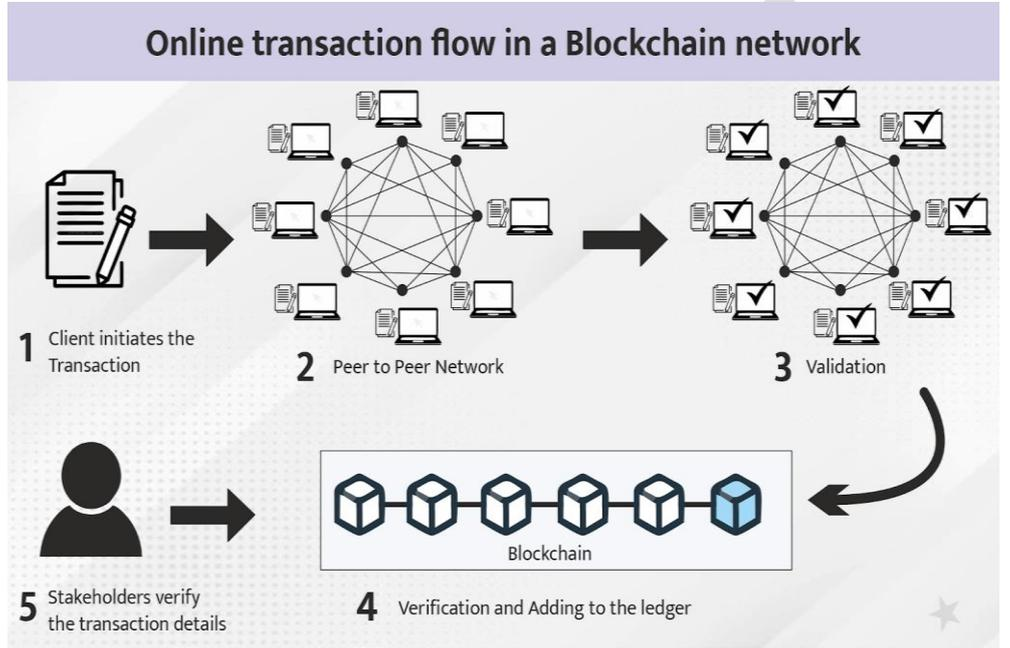 Online transaction flow in a Blockchain network
1 Client initiates the
Transaction
2 Peer to Peer Network
3 Validation
Blockchain
5 Stakeholders verify
the transaction details
4 Verification and Adding to the ledger